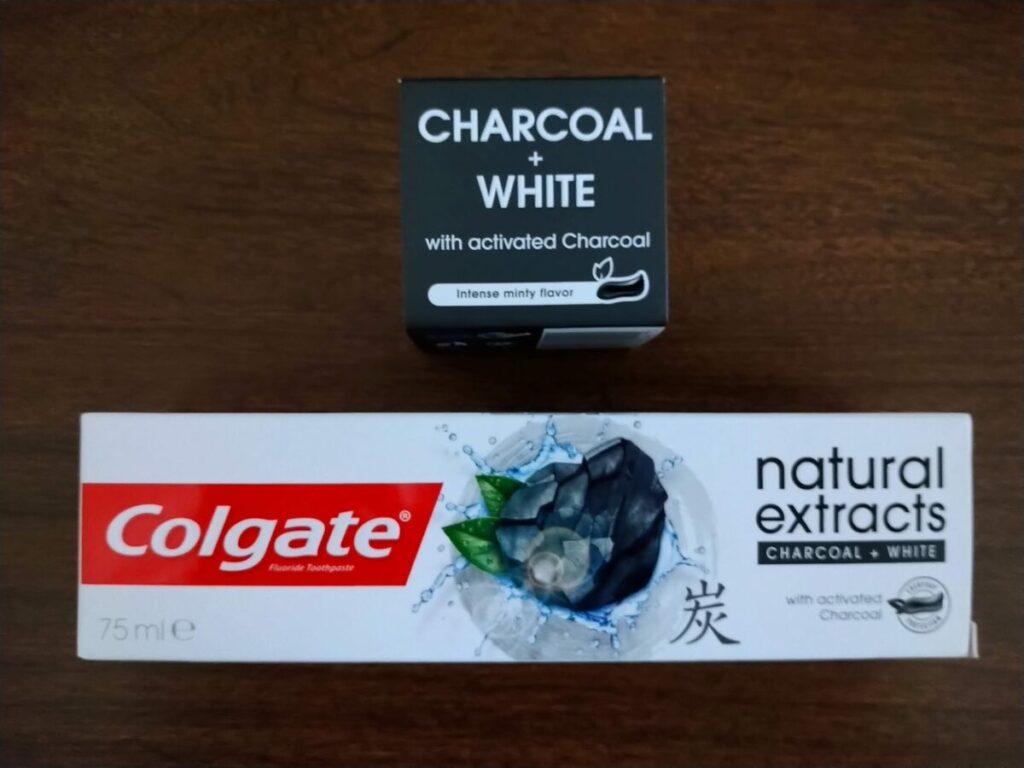 CHARCOAL
+
WHITE
with activated Charcoal
Intense minty flavor
Colgate®
Fluoride Toothpaste
75 ml ℮
炭
natural
extracts
CHARCOAL + WHITE
with activated
Charcoal